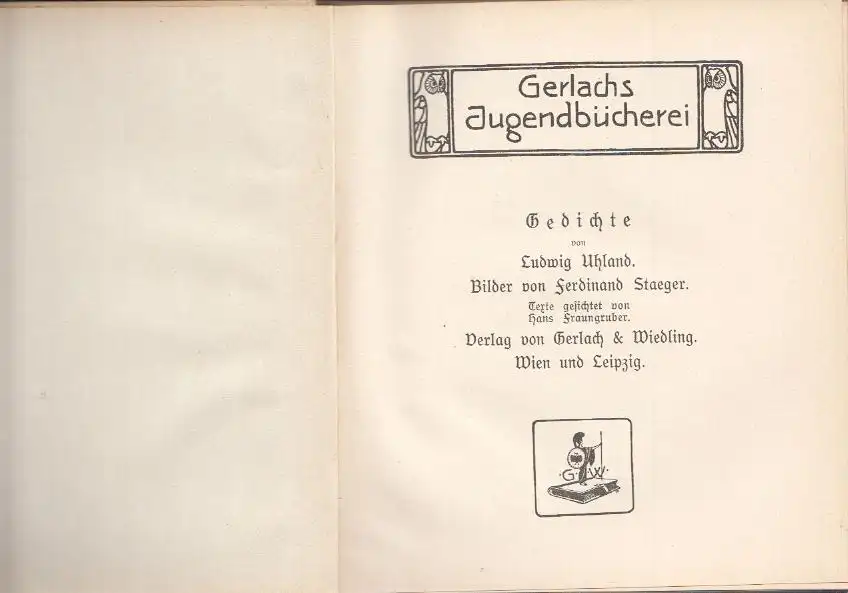 Gerlachs
Jugendbücherei
Gedichte
von
Ludwig Uhland.
Bilder von Ferdinand Staeger.
Texte gesichtet von
Hans Fraungruber.
Verlag von Gerlach & Wiedling.
Wien und Leipzig.
·G· W·